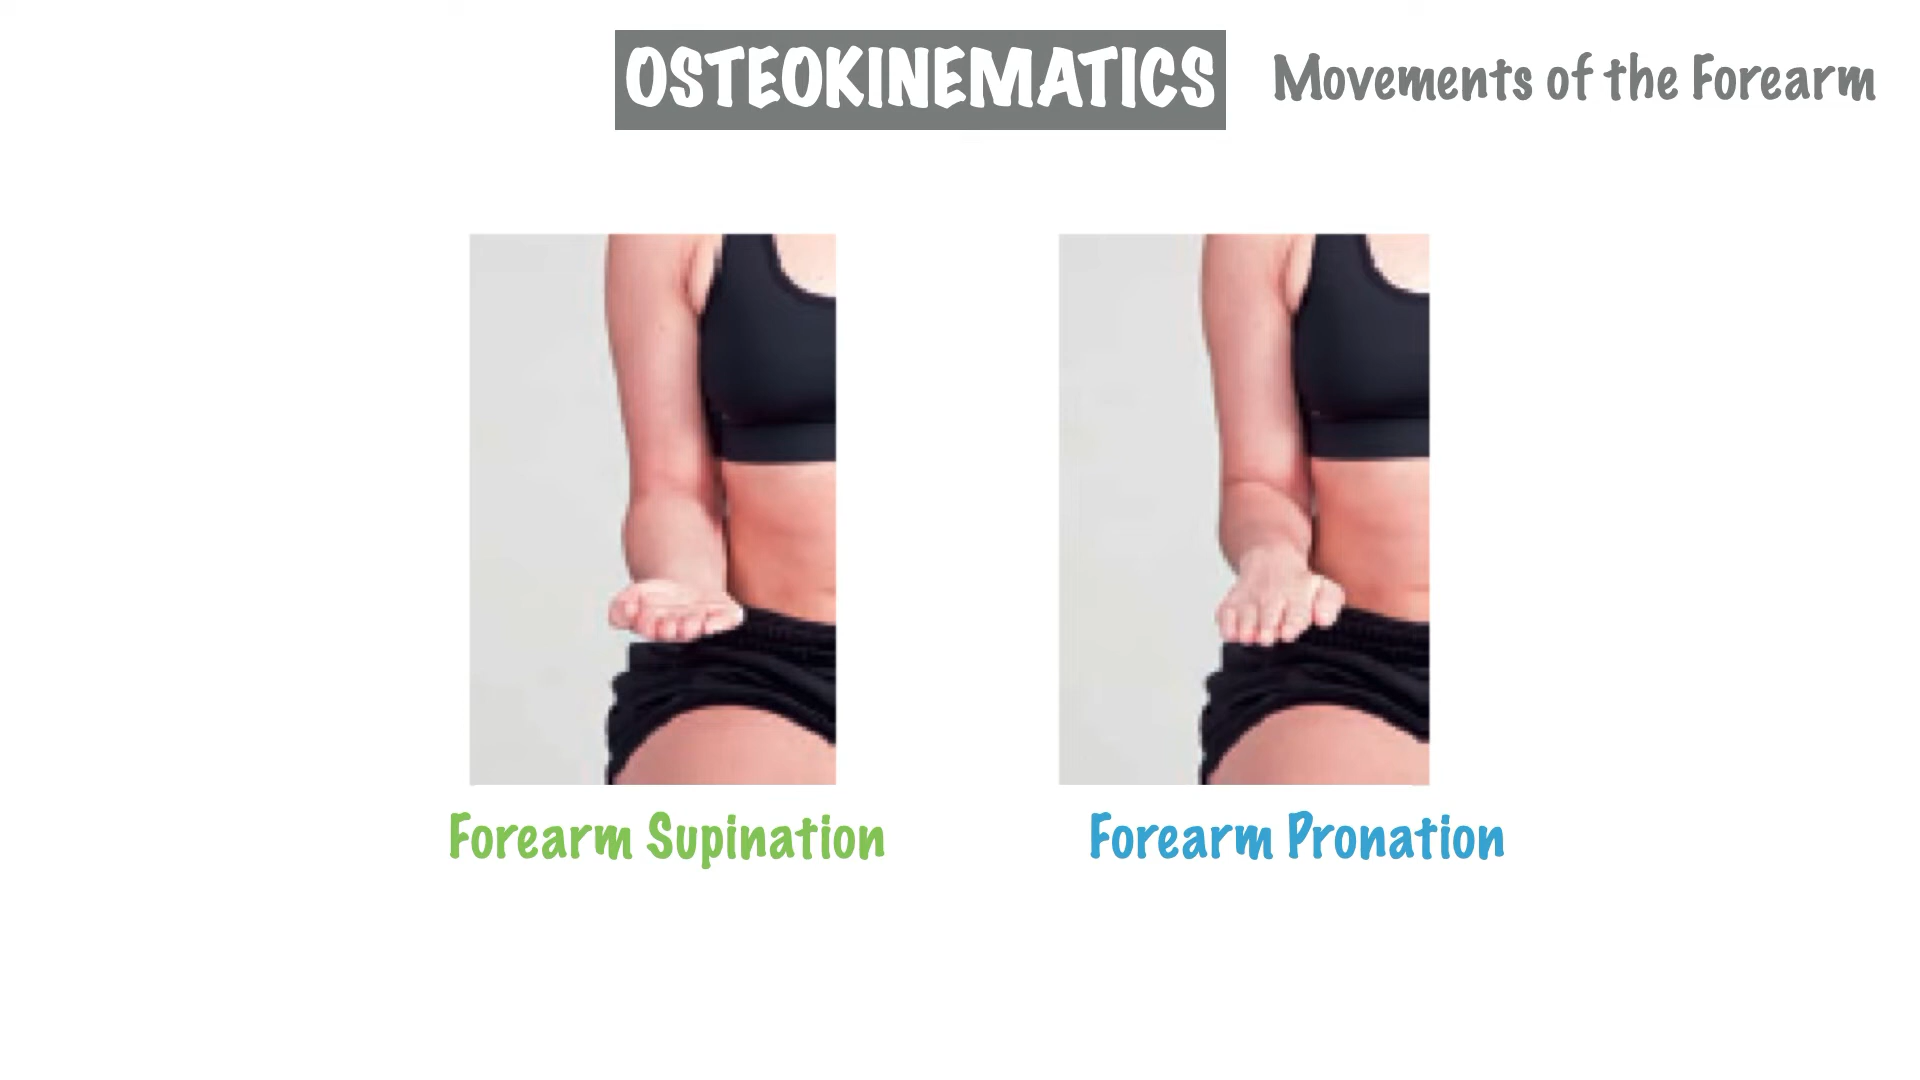 OSTEOKINEMATICS Movements of the Forearm
Forearm Supination
Forearm Pronation